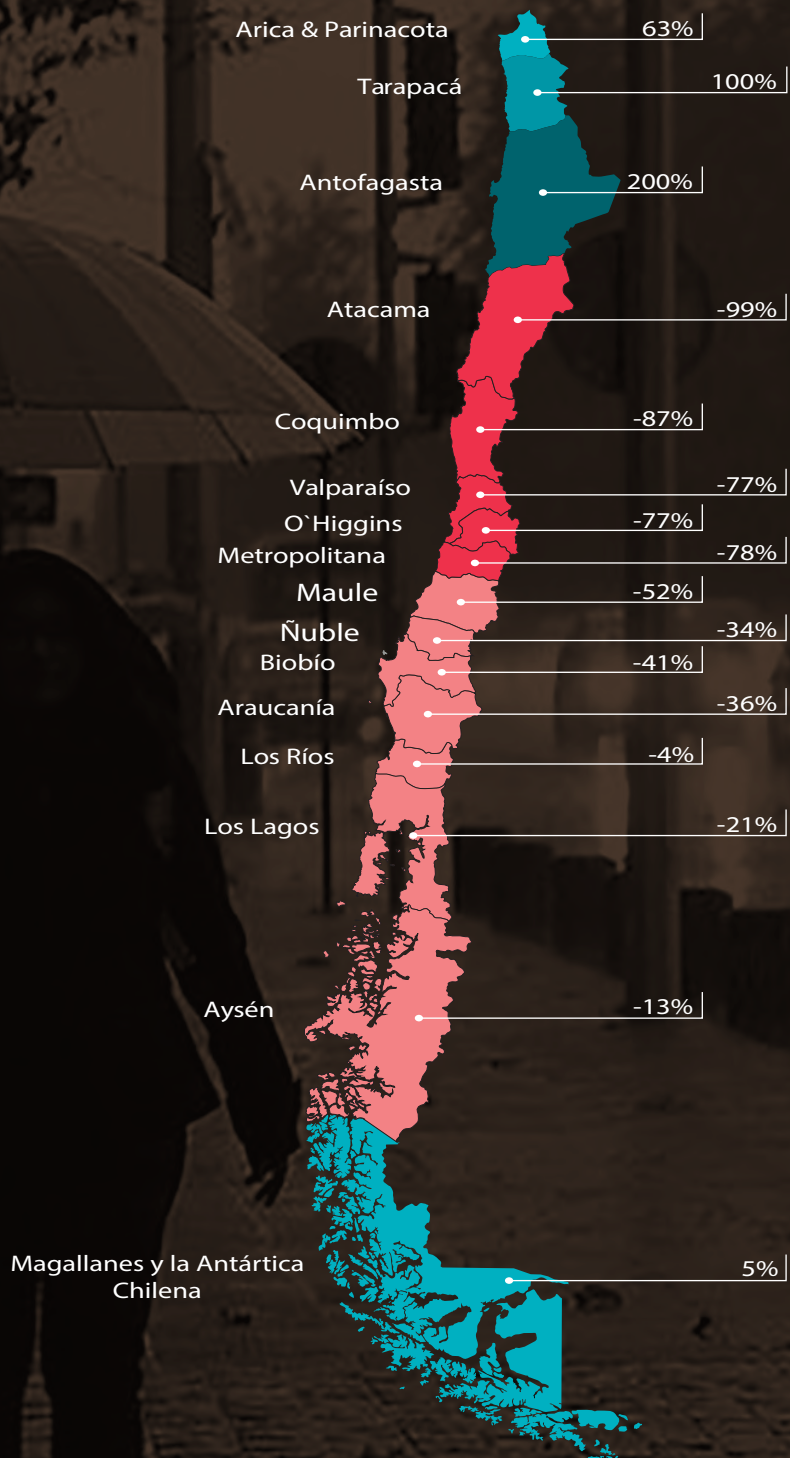 Arica & Parinacota 63%
Tarapacá 100%
Antofagasta 200%
Atacama -99%
Coquimbo -87%
Valparaíso -77%
O`Higgins -77%
Metropolitana -78%
Maule -52%
Ñuble -34%
Biobío -41%
Araucanía -36%
Los Ríos -4%
Los Lagos -21%
Aysén -13%
Magallanes y la Antártica 5%
Chilena